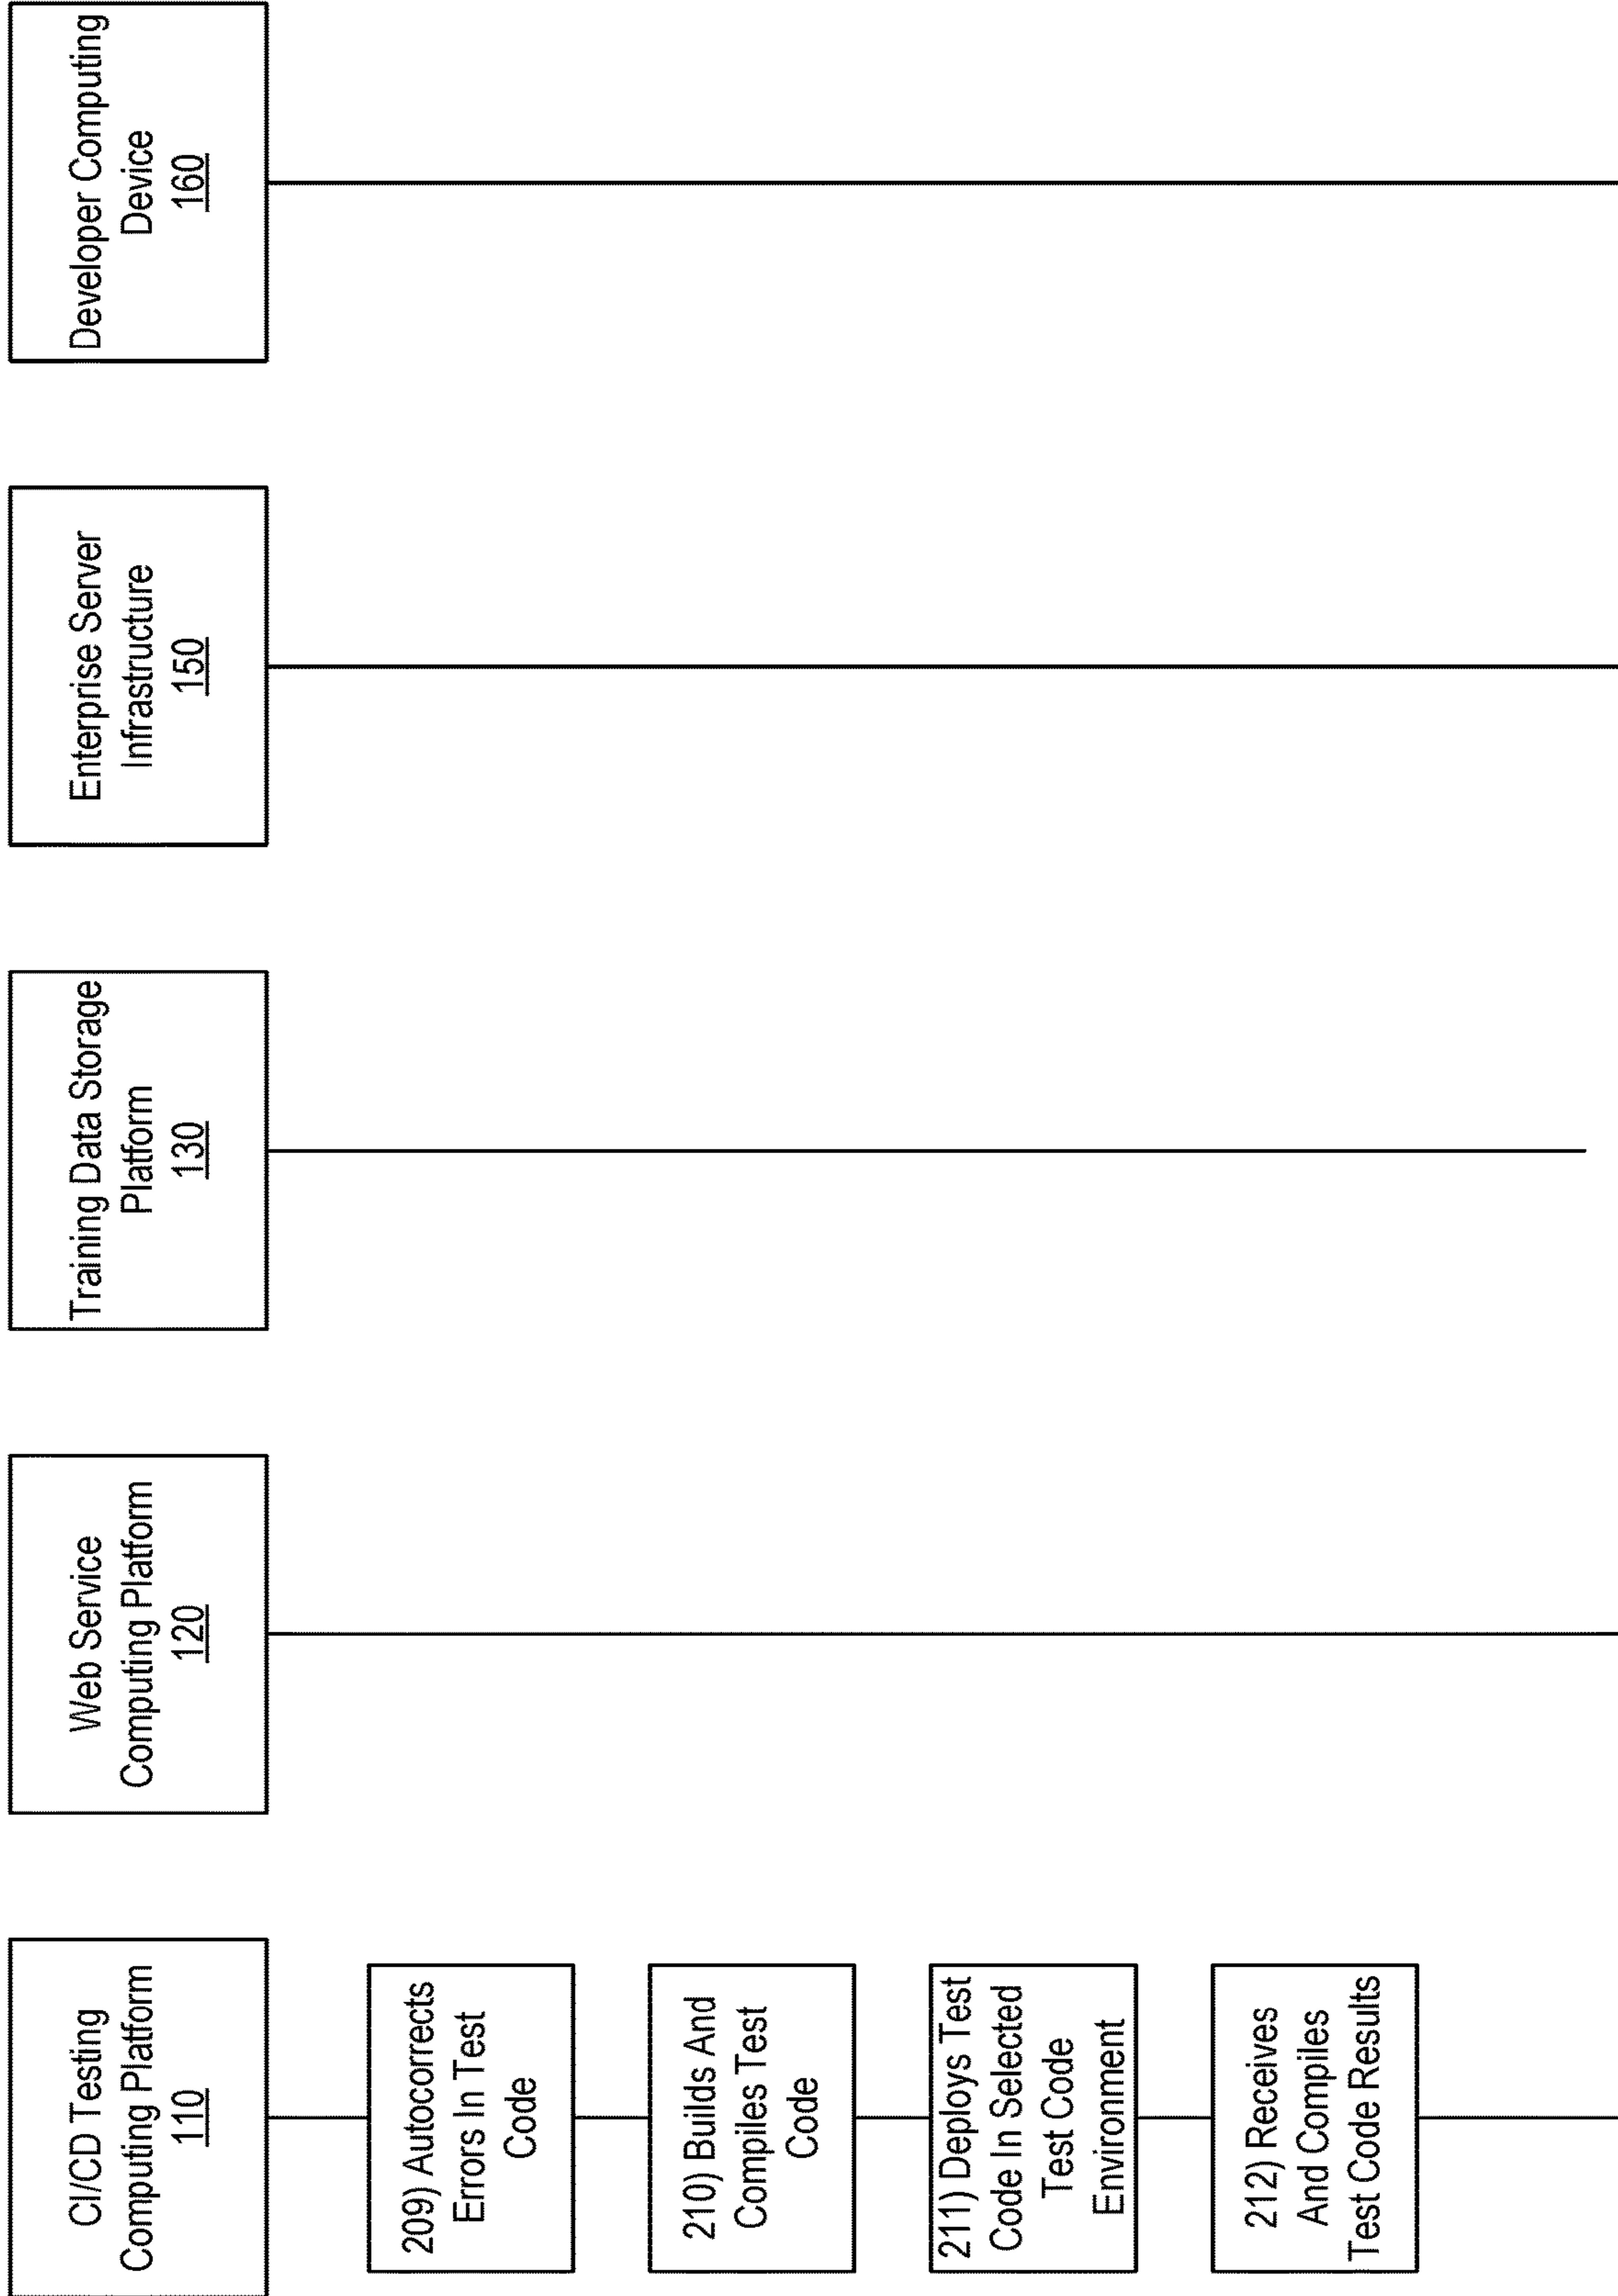 CI/CD Testing
Computing Platform
110
Web Service
Computing Platform
120
Training Data Storage
Platform
130
Enterprise Server
Infrastructure
150
Developer Computing
Device
160
209) Autocorrects
Errors In Test
Code
210) Builds And
Compiles Test
Code
211) Deploys Test
Code In Selected
Test Code
Environment
212) Receives
And Compiles
Test Code Results